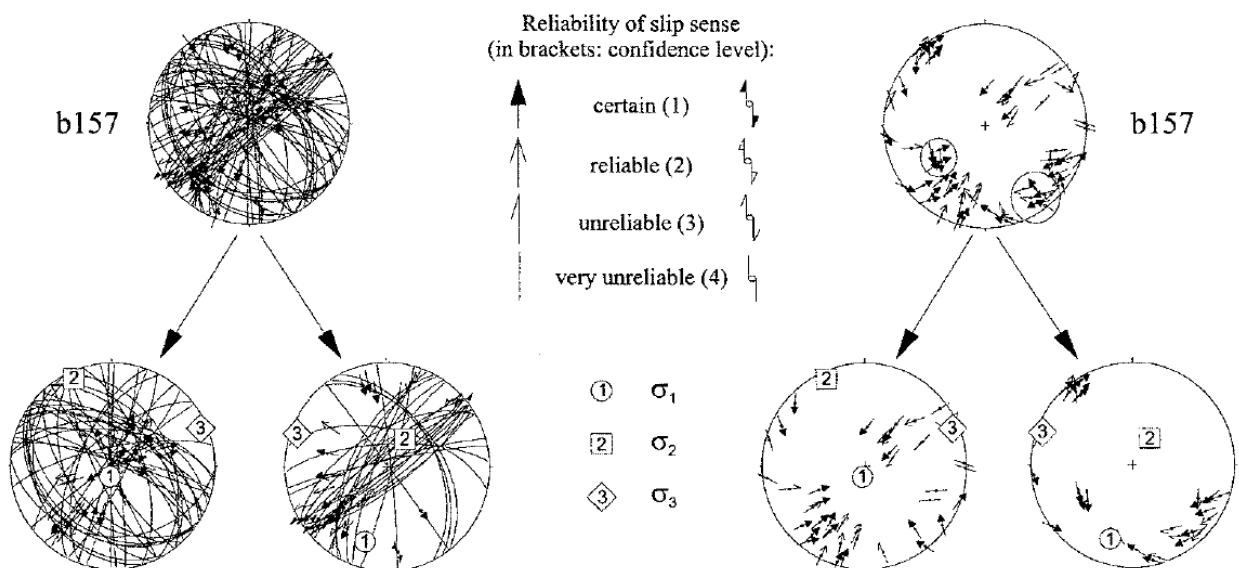 Reliability of slip sense
(in brackets: confidence level):
b157
certain (1)
b157
reliable (2)
unreliable (3)
very unreliable (4)
2
3
1
2
3
1
1 σ₁
2 σ₂
3 σ₃
2
3
1
3
2
1